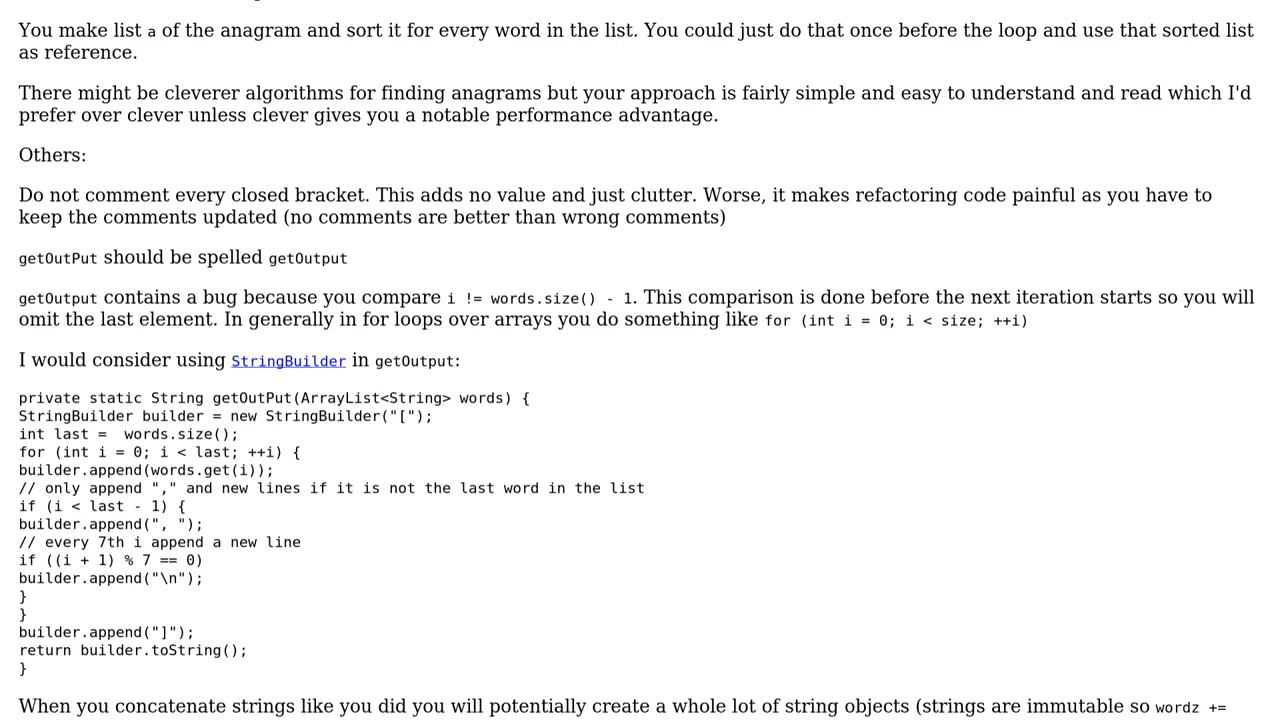 You make list a of the anagram and sort it for every word in the list. You could just do that once before the loop and use that sorted list
as reference.
There might be cleverer algorithms for finding anagrams but your approach is fairly simple and easy to understand and read which I'd
prefer over clever unless clever gives you a notable performance advantage.
Others:
Do not comment every closed bracket. This adds no value and just clutter. Worse, it makes refactoring code painful as you have to
keep the comments updated (no comments are better than wrong comments)
getOutPut should be spelled getOutput
getOutput contains a bug because you compare i != words.size() - 1. This comparison is done before the next iteration starts so you will
omit the last element. In generally in for loops over arrays you do something like for (int i = 0; i < size; ++i)
I would consider using StringBuilder in getOutput:
private static String getOutPut(ArrayList<String> words) {
StringBuilder builder = new StringBuilder("[");
int last =  words.size();
for (int i = 0; i < last; ++i) {
builder.append(words.get(i));
// only append "," and new lines if it is not the last word in the list
if (i < last - 1) {
builder.append(", ");
// every 7th i append a new line
if ((i + 1) % 7 == 0)
builder.append("\n");
}
}
builder.append("]");
return builder.toString();
}
When you concatenate strings like you did you will potentially create a whole lot of string objects (strings are immutable so wordz +=